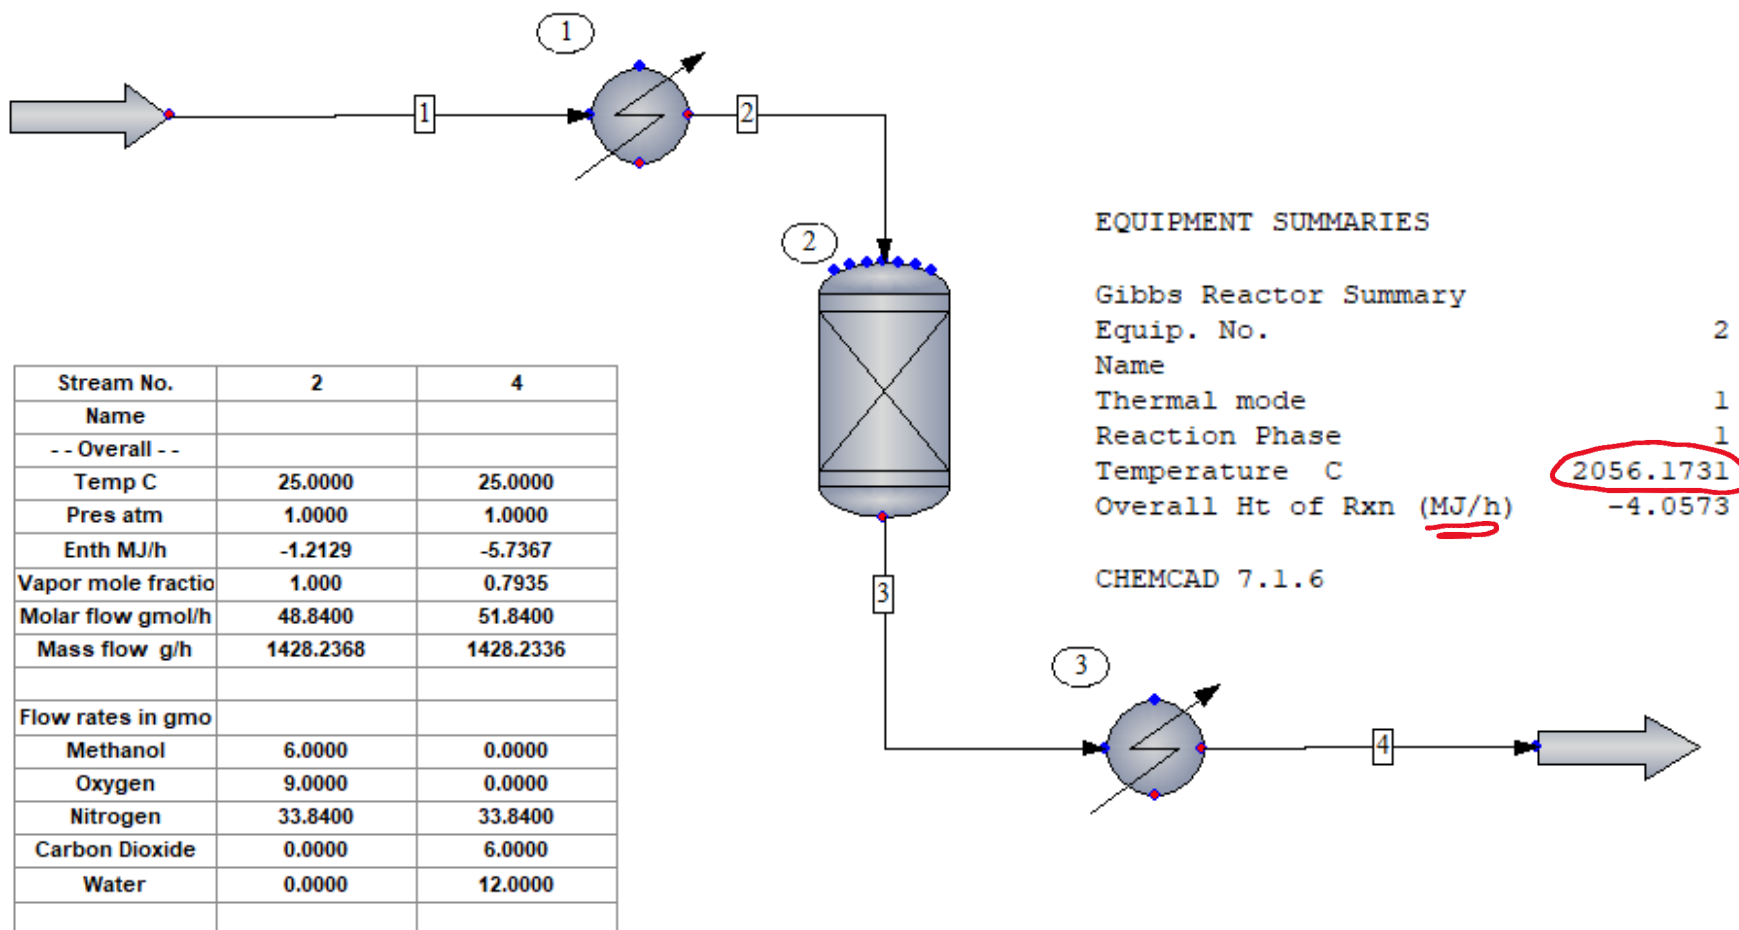 1
1
2
2
3
3
4
EQUIPMENT SUMMARIES
Gibbs Reactor Summary
Equip. No. 2
Name
Thermal mode 1
Reaction Phase 1
Temperature C 2056.1731
Overall Ht of Rxn (MJ/h) -4.0573
CHEMCAD 7.1.6
Stream No. 2 4
Name
- - Overall - -
Temp C 25.0000 25.0000
Pres atm 1.0000 1.0000
Enth MJ/h -1.2129 -5.7367
Vapor mole fractio 1.000 0.7935
Molar flow gmol/h 48.8400 51.8400
Mass flow g/h 1428.2368 1428.2336
Flow rates in gmo
Methanol 6.0000 0.0000
Oxygen 9.0000 0.0000
Nitrogen 33.8400 33.8400
Carbon Dioxide 0.0000 6.0000
Water 0.0000 12.0000